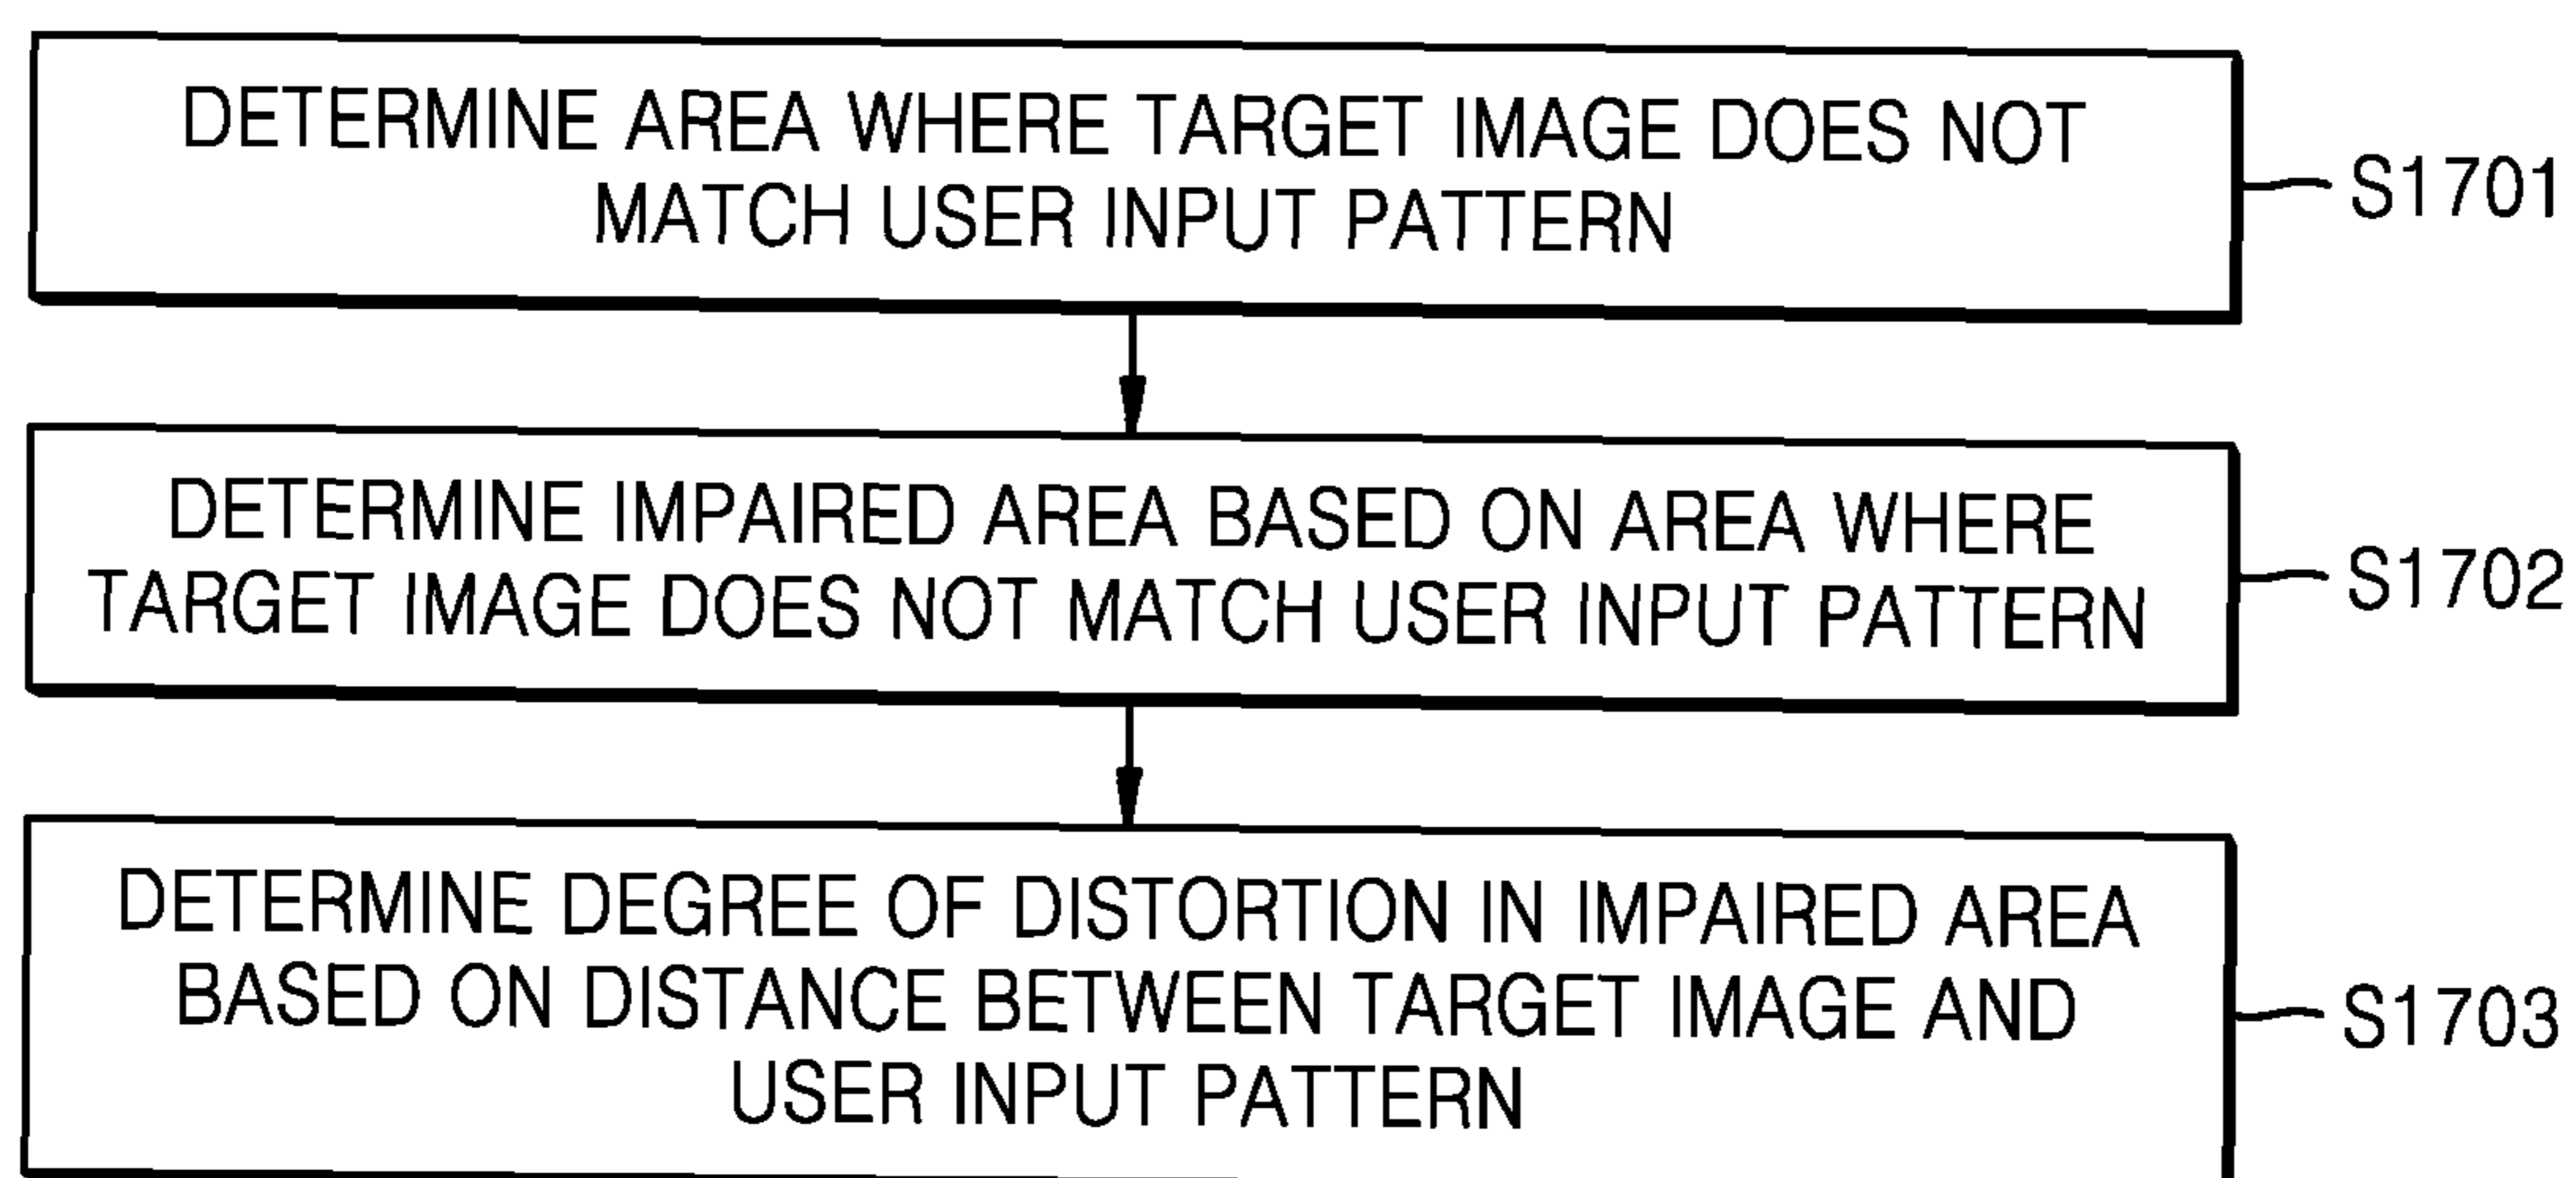 DETERMINE AREA WHERE TARGET IMAGE DOES NOT
MATCH USER INPUT PATTERN
S1701
DETERMINE IMPAIRED AREA BASED ON AREA WHERE
TARGET IMAGE DOES NOT MATCH USER INPUT PATTERN
S1702
DETERMINE DEGREE OF DISTORTION IN IMPAIRED AREA
BASED ON DISTANCE BETWEEN TARGET IMAGE AND
USER INPUT PATTERN
S1703